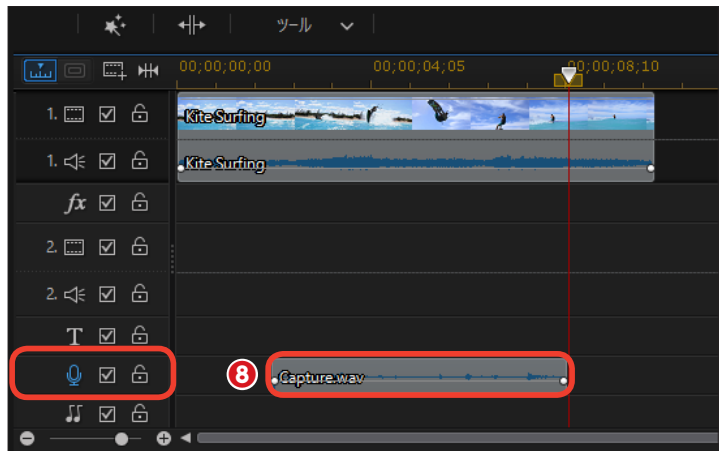 ツール
00;00;00;00 00;00;04;05 00;00;08;10
1. Kite Surfing
1. Kite Surfing
fx
2.
2.
T
8 Capture.wav